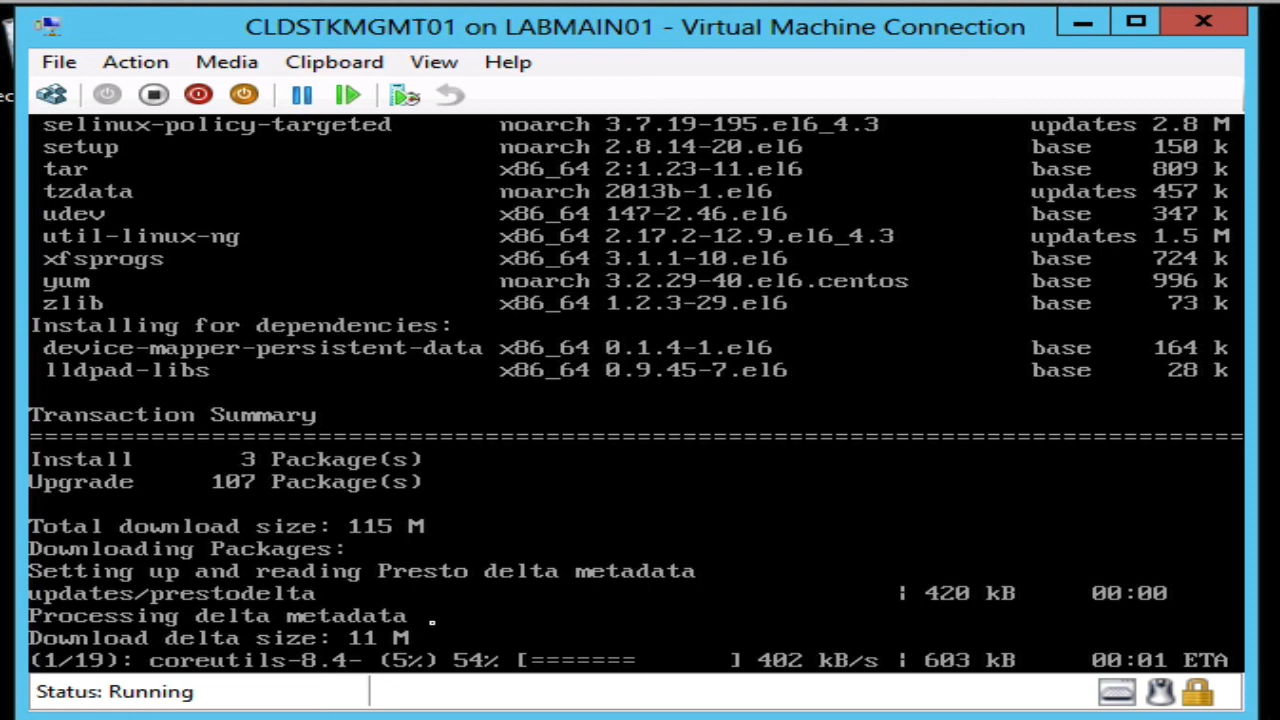 CLDSTKMGMT01 on LABMAIN01 - Virtual Machine Connection
File Action Media Clipboard View Help
ec
selinux-policy-targeted noarch 3.7.19-195.el6_4.3 updates 2.8 M
setup noarch 2.8.14-20.el6 base 150 k
tar x86_64 2:1.23-11.el6 base 809 k
tzdata noarch 2013b-1.el6 updates 457 k
udev x86_64 147-2.46.el6 base 347 k
util-linux-ng x86_64 2.17.2-12.9.el6_4.3 updates 1.5 M
xfsprogs x86_64 3.1.1-10.el6 base 724 k
yum noarch 3.2.29-40.el6.centos base 996 k
zlib x86_64 1.2.3-29.el6 base 73 k
Installing for dependencies:
device-mapper-persistent-data x86_64 0.1.4-1.el6 base 164 k
lldpad-libs x86_64 0.9.45-7.el6 base 28 k
Transaction Summary
================================================================================
Install 3 Package(s)
Upgrade 107 Package(s)
Total download size: 115 M
Downloading Packages:
Setting up and reading Presto delta metadata
updates/prestodelta | 420 kB 00:00
Processing delta metadata
Download delta size: 11 M
(1/19): coreutils-8.4- (5%) 54% [======= ] 402 kB/s | 603 kB 00:01 ETA
Status: Running